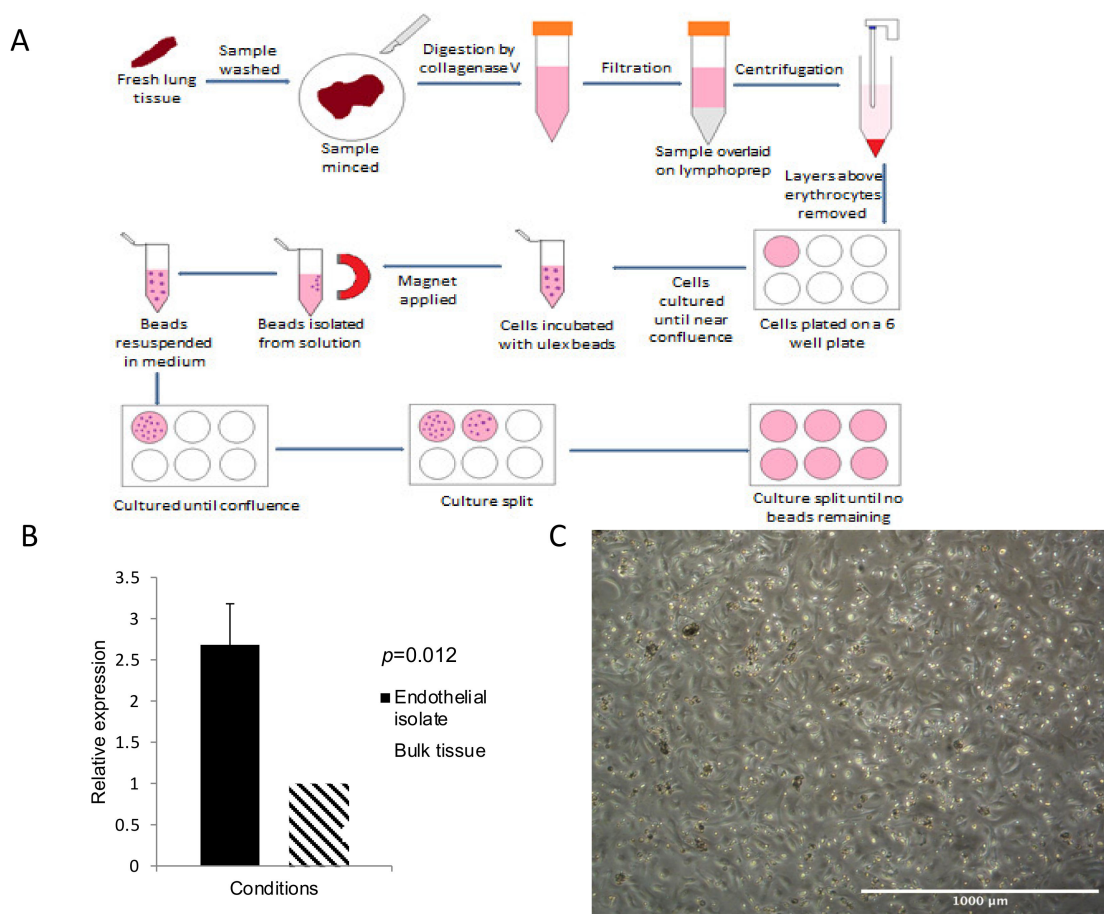 A
Fresh lung
tissue
Sample
washed
Sample
minced
Digestion by
collagenase V
Filtration
Sample overlaid
on lymphoprep
Centrifugation
Layers above
erythrocytes
removed
Cells plated on a 6
well plate
Cells
cultured
until near
confluence
Cells incubated
with ulex beads
Magnet
applied
Beads isolated
from solution
Beads
resuspended
in medium
Cultured until confluence
Culture split
Culture split until no
beads remaining
B
Relative expression
3.5
3
2.5
2
1.5
1
0.5
0
Conditions
p=0.012
Endothelial
isolate
Bulk tissue
C
1000 µm